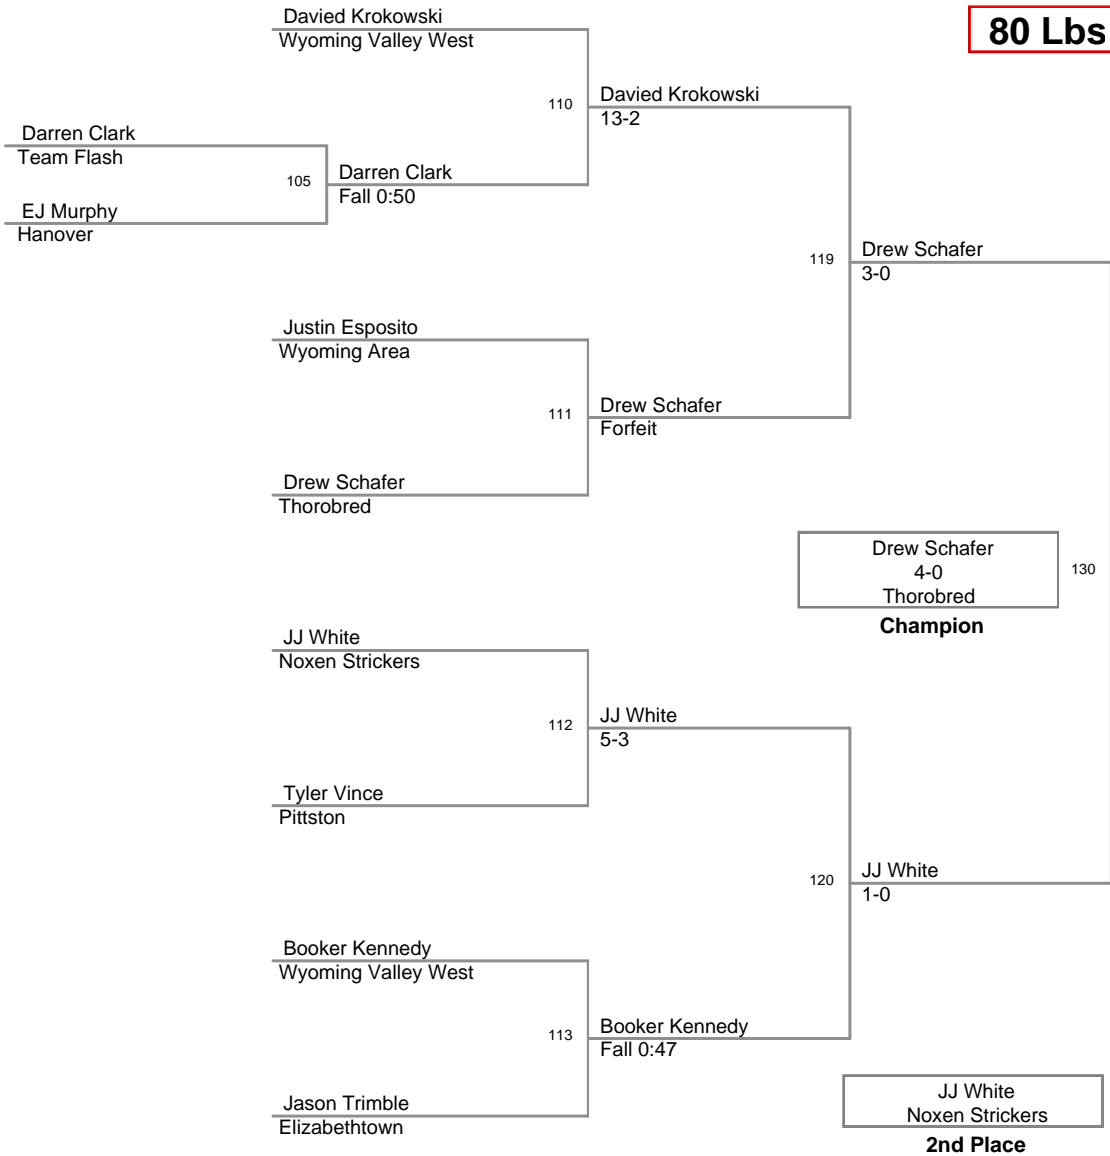 Davied Krokowski
Wyoming Valley West
80 Lbs
110
Davied Krokowski
13-2
Darren Clark
Team Flash
105
Darren Clark
Fall 0:50
EJ Murphy
Hanover
119
Drew Schafer
3-0
Justin Esposito
Wyoming Area
111
Drew Schafer
Forfeit
Drew Schafer
Thorobred
Drew Schafer
4-0
Thorobred
130
Champion
JJ White
Noxen Strickers
112
JJ White
5-3
Tyler Vince
Pittston
120
JJ White
1-0
Booker Kennedy
Wyoming Valley West
113
Booker Kennedy
Fall 0:47
Jason Trimble
Elizabethtown
JJ White
Noxen Strickers
2nd Place